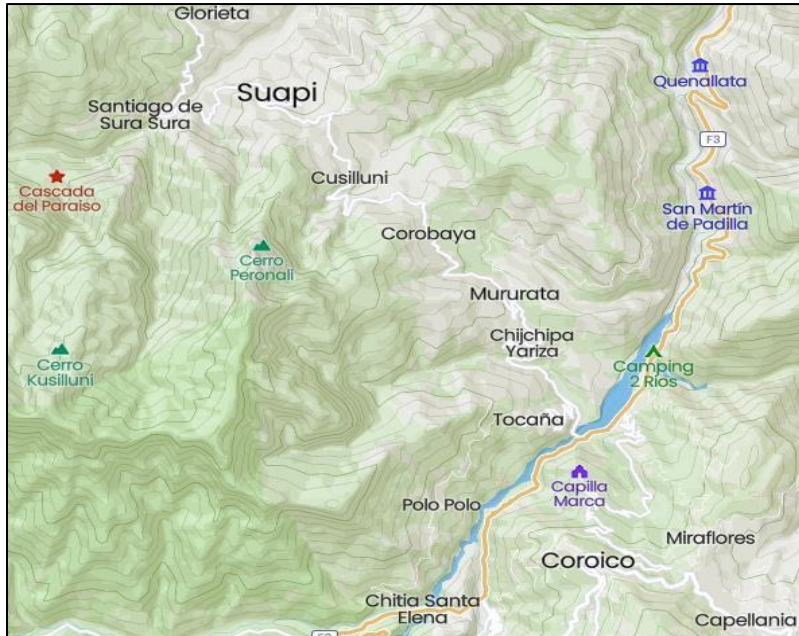 Glorieta
Quenallata
Suapi
Santiago de
Sura Sura
F3
Cusilluni
Cascada
del Paraiso
San Martín
de Padilla
Corobaya
Cerro
Peronali
Mururata
Chijchipa
Yariza
Cerro
Kusilluni
Camping
2 Ríos
Tocaña
Capilla
Marca
Polo Polo
Miraflores
Coroico
Chitia Santa
Elena
Capellania